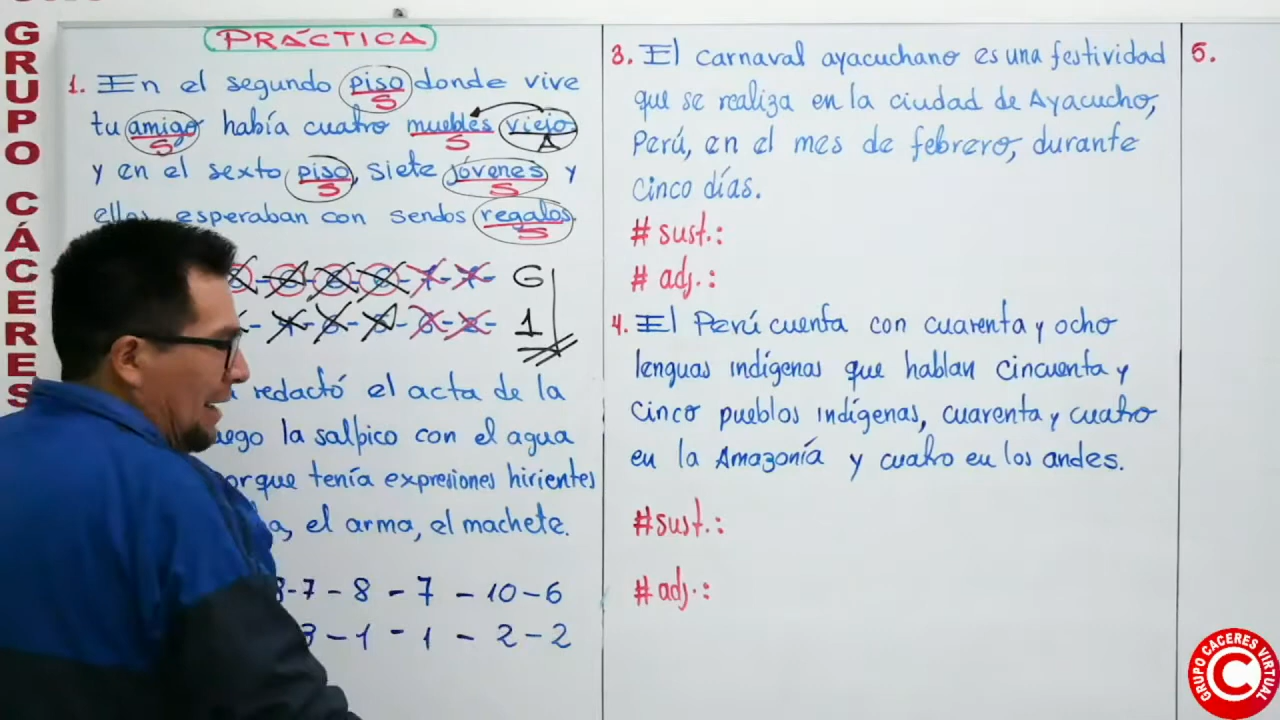 GRUPO CÁCERES
PRÁCTICA
1. En el segundo piso donde vive
S
tu amigo había cuatro muebles viejo
S S A
y en el sexto piso, siete jóvenes y
S S
esperaban con sendos regalos.
S
6
1
redactó el acta de la
la salpico con el agua
orque tenía expresiones hirientes
a, el arma, el machete.
8-7-8-7-10-6
3-1-1-2-2
3. El carnaval ayacuchano es una festividad
que se realiza en la ciudad de Ayacucho,
Perú, en el mes de febrero, durante
cinco días.
# sust.:
# adj.:
4. El Perú cuenta con cuarenta y ocho
lenguas indígenas que hablan cincuenta y
cinco pueblos indígenas, cuarenta y cuatro
en la Amazonía y cuatro en los andes.
#sust.:
# adj.:
5.
GRUPO CACERES VIRTUAL
C